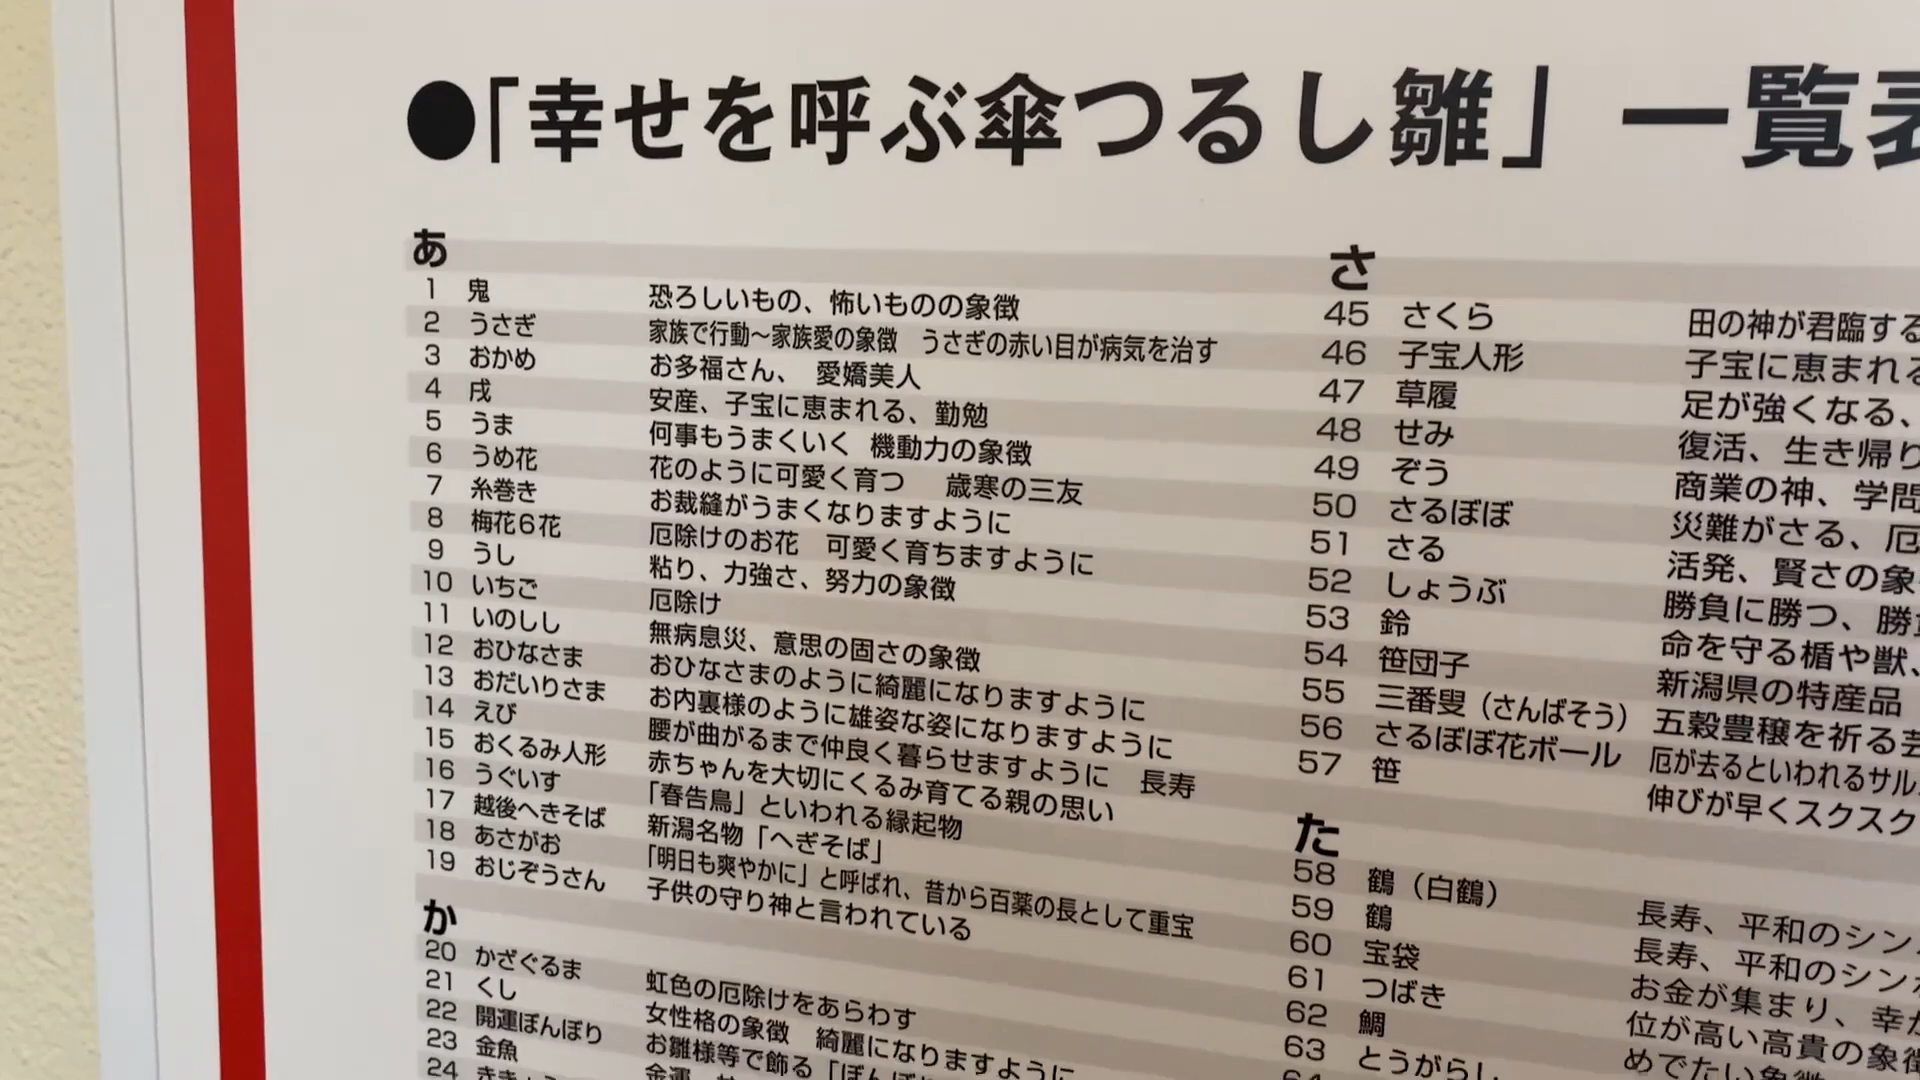 ●「幸せを呼ぶ傘つるし雛」一覧表
あ
1 鬼 恐ろしいもの、怖いものの象徴
2 うさぎ 家族で行動～家族愛の象徴 うさぎの赤い目が病気を治す
3 おかめ お多福さん、 愛嬌美人
4 戌 安産、子宝に恵まれる、勤勉
5 うま 何事もうまくいく 機動力の象徴
6 うめ花 花のように可愛く育つ 歳寒の三友
7 糸巻き お裁縫がうまくなりますように
8 梅花6花 厄除けのお花 可愛く育ちますように
9 うし 粘り、力強さ、努力の象徴
10 いちご 厄除け
11 いのしし 無病息災、意思の固さの象徴
12 おひなさま おひなさまのように綺麗になりますように
13 おだいりさま お内裏様のように雄姿な姿になりますように
14 えび 腰が曲がるまで仲良く暮らせますように 長寿
15 おくるみ人形 赤ちゃんを大切にくるみ育てる親の思い
16 うぐいす 「春告鳥」といわれる縁起物
17 越後へきそば 新潟名物「へぎそば」
18 あさがお 「明日も爽やかに」と呼ばれ、昔から百薬の長として重宝
19 おじぞうさん 子供の守り神と言われている
か
20 かざぐるま 虹色の厄除けをあらわす
21 くし 女性格の象徴 綺麗になりますように
22 開運ぼんぼり お雛様等で飾る「ぼんぼり
23 金魚 金運
24
さ
45 さくら 田の神が君臨する
46 子宝人形 子宝に恵まれる
47 草履 足が強くなる、
48 せみ 復活、生き帰り
49 ぞう 商業の神、学問
50 さるぼぼ 災難がさる、厄
51 さる 活発、賢さの象
52 しょうぶ 勝負に勝つ、勝
53 鈴 命を守る楯や獣、
54 笹団子 新潟県の特産品
55 三番叟（さんばそう） 五穀豊穣を祈る芸
56 さるぼぼ花ボール 厄が去るといわれるサル
57 笹 伸びが早くスクスク
た
58 鶴（白鶴） 長寿、平和のシン
59 鶴 長寿、平和のシンボ
60 宝袋 お金が集まり、幸か
61 つばき 位が高い高貴の象徴
62 鯛 めでたい象徴
63 とうがらし
64